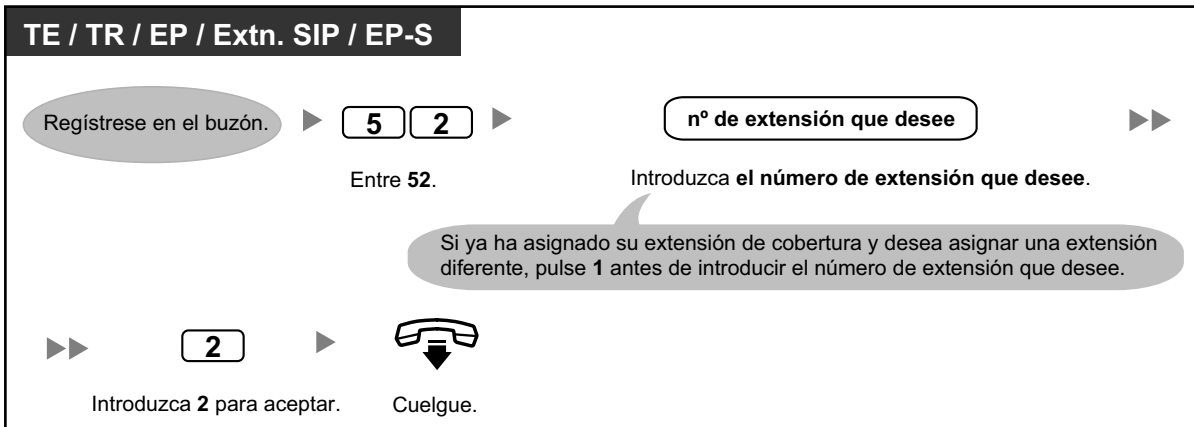 TE / TR / EP / Extn. SIP / EP-S
Regístrese en el buzón.
5 2
nº de extensión que desee
Entre 52.
Introduzca el número de extensión que desee.
Si ya ha asignado su extensión de cobertura y desea asignar una extensión
diferente, pulse 1 antes de introducir el número de extensión que desee.
2
Introduzca 2 para aceptar.
Cuelgue.